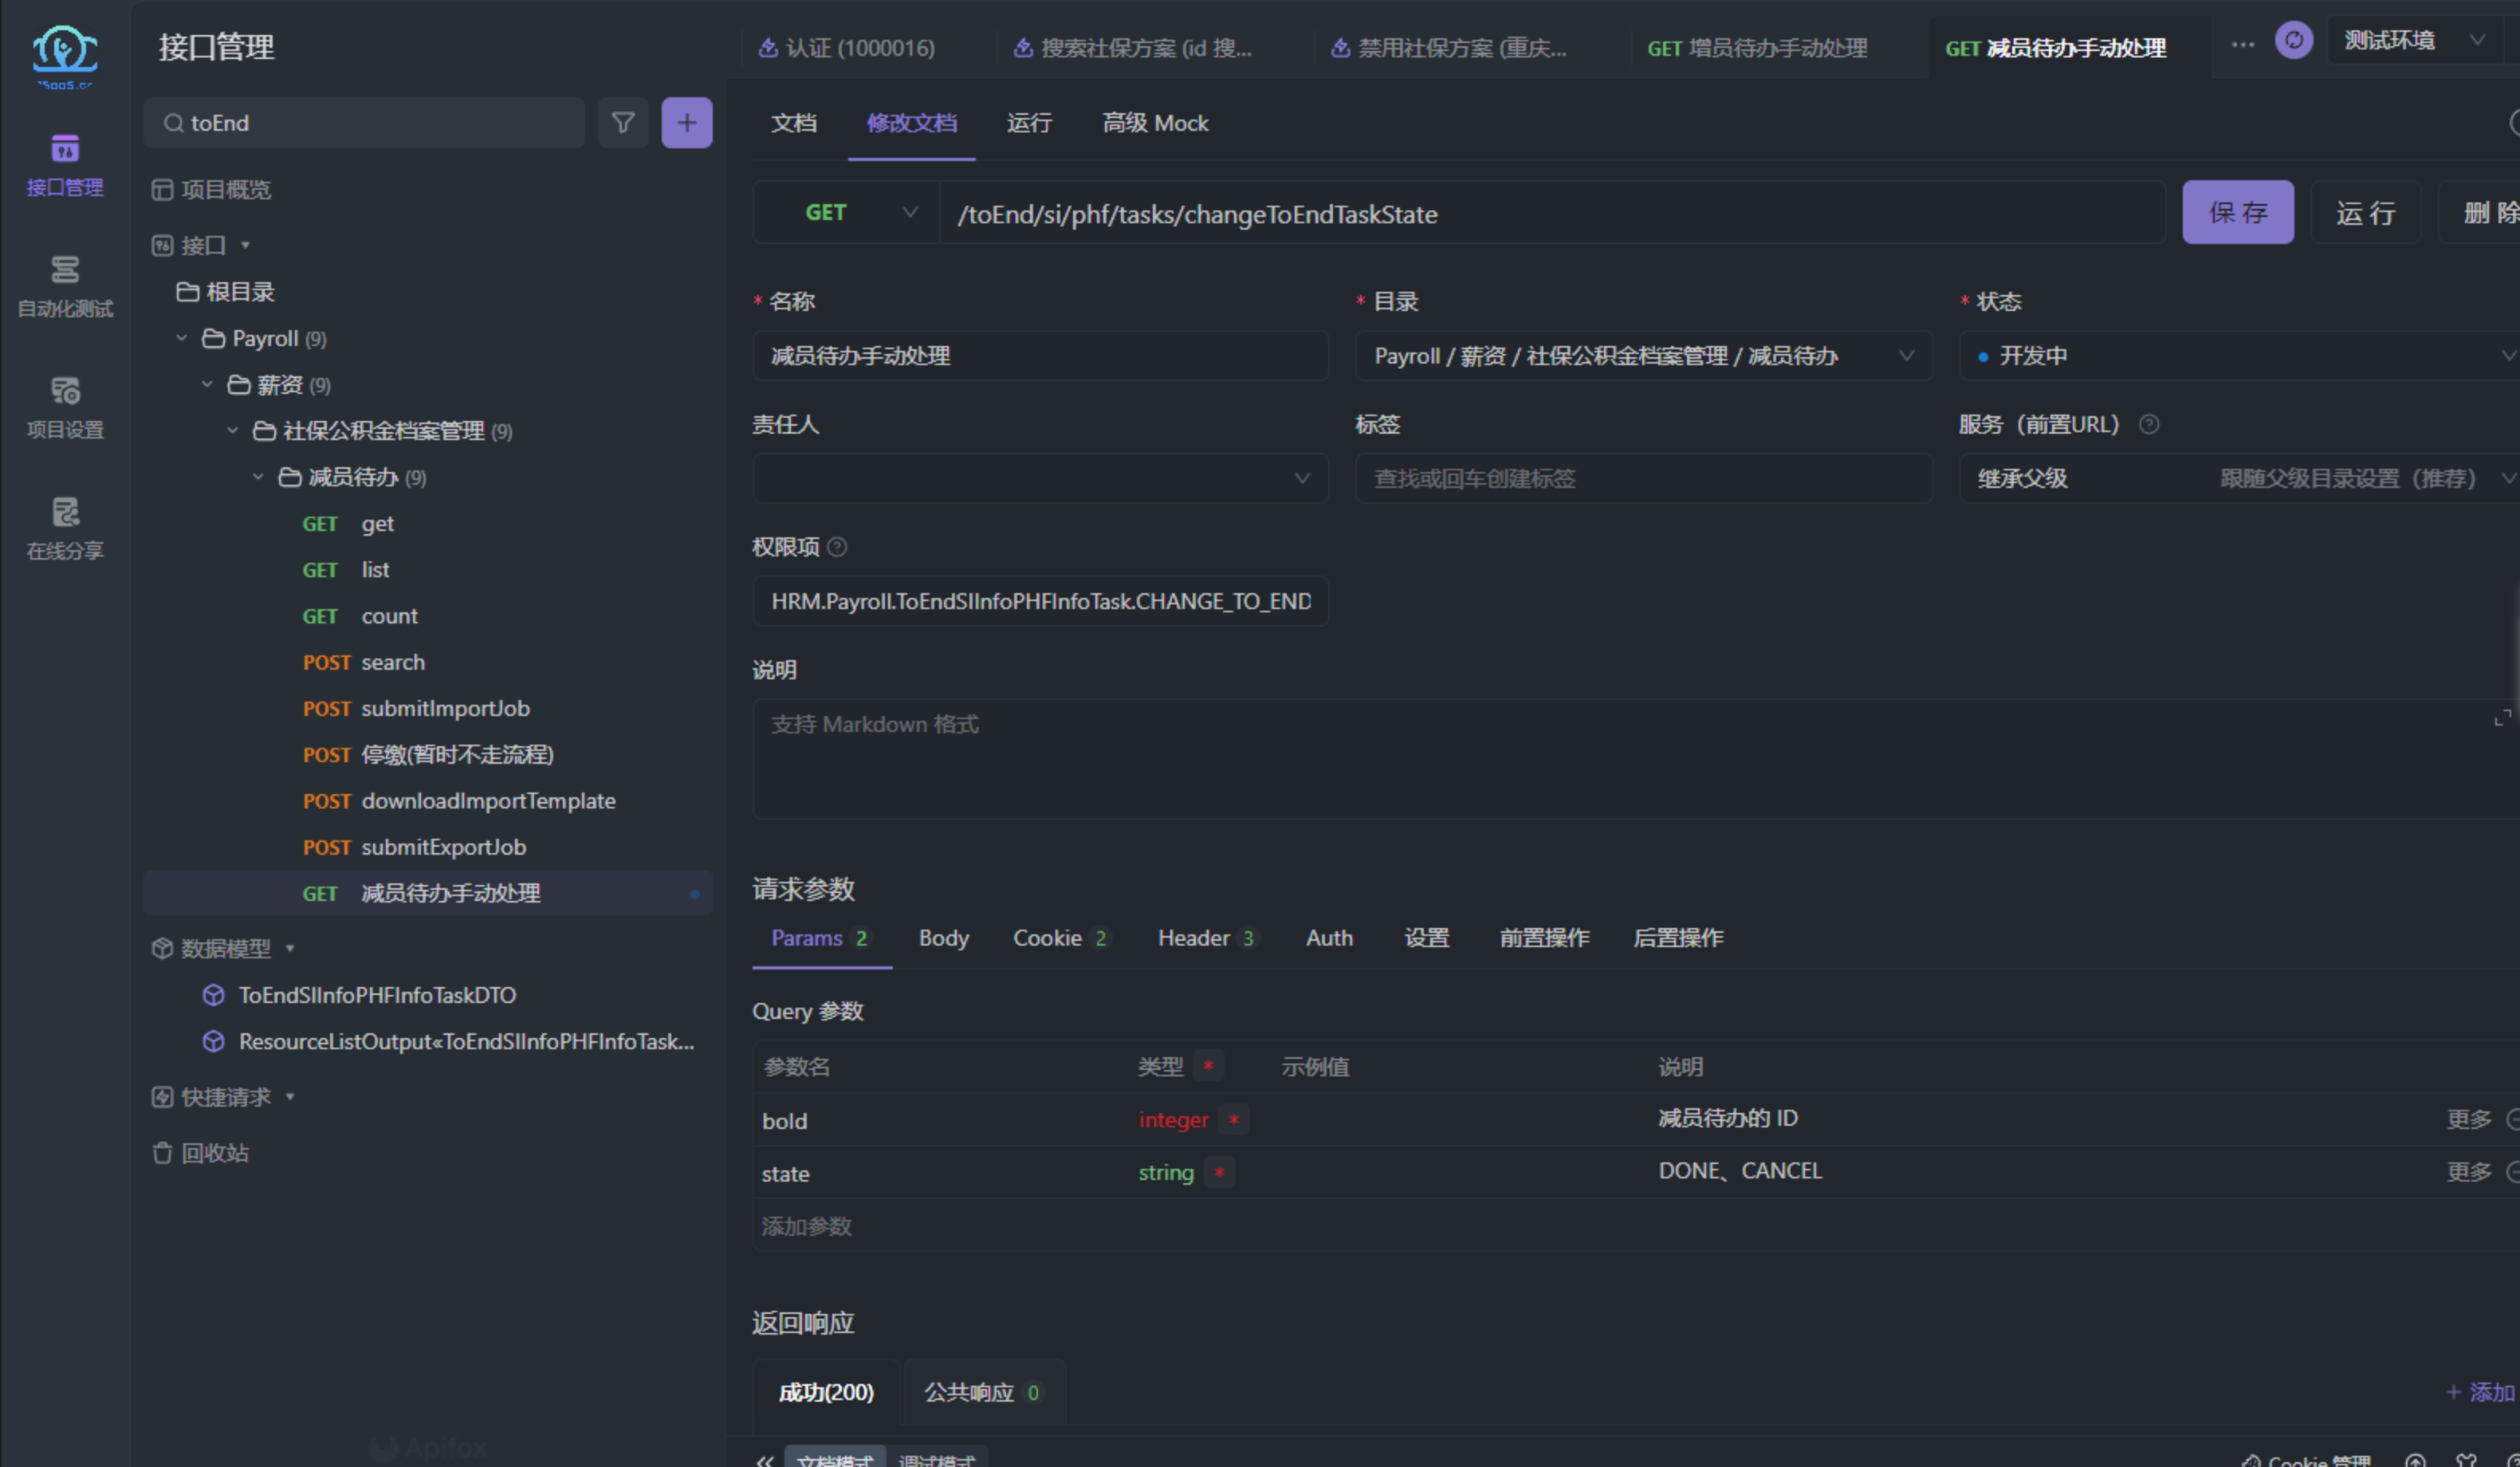 接口管理
toEnd
项目概览
接口
根目录
Payroll (9)
薪资 (9)
社保公积金档案管理 (9)
减员待办 (9)
GET get
GET list
GET count
POST search
POST submitImportJob
POST 停缴(暂时不走流程)
POST downloadImportTemplate
POST submitExportJob
GET 减员待办手动处理
数据模型
ToEndSIInfoPHFInfoTaskDTO
ResourceListOutput«ToEndSIInfoPHFInfoTask...
快捷请求
回收站
Apifox
接口管理
自动化测试
项目设置
在线分享
认证 (1000016)
搜索社保方案 (id 搜...
禁用社保方案 (重庆...
GET 增员待办手动处理
GET 减员待办手动处理
测试环境
文档 修改文档 运行 高级 Mock
GET /toEnd/si/phf/tasks/changeToEndTaskState 保存 运行 删除
* 名称 * 目录 * 状态
减员待办手动处理 Payroll / 薪资 / 社保公积金档案管理 / 减员待办 开发中
责任人 标签 服务（前置URL）
查找或回车创建标签 继承父级 跟随父级目录设置（推荐）
权限项
HRM.Payroll.ToEndSIInfoPHFInfoTask.CHANGE_TO_END
说明
支持 Markdown 格式
请求参数
Params 2 Body Cookie 2 Header 3 Auth 设置 前置操作 后置操作
Query 参数
参数名 类型 * 示例值 说明
boId integer * 减员待办的 ID 更多
state string * DONE、CANCEL 更多
添加参数
返回响应
成功(200) 公共响应 0 + 添加
文档模式 调试模式 Cookie 管理